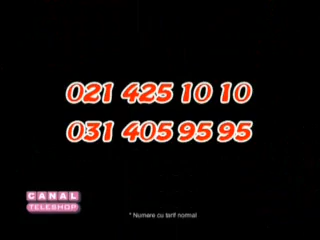 021 425 10 10
031 405 95 95
CANAL
TELESHOP
* Numere cu tarif normal